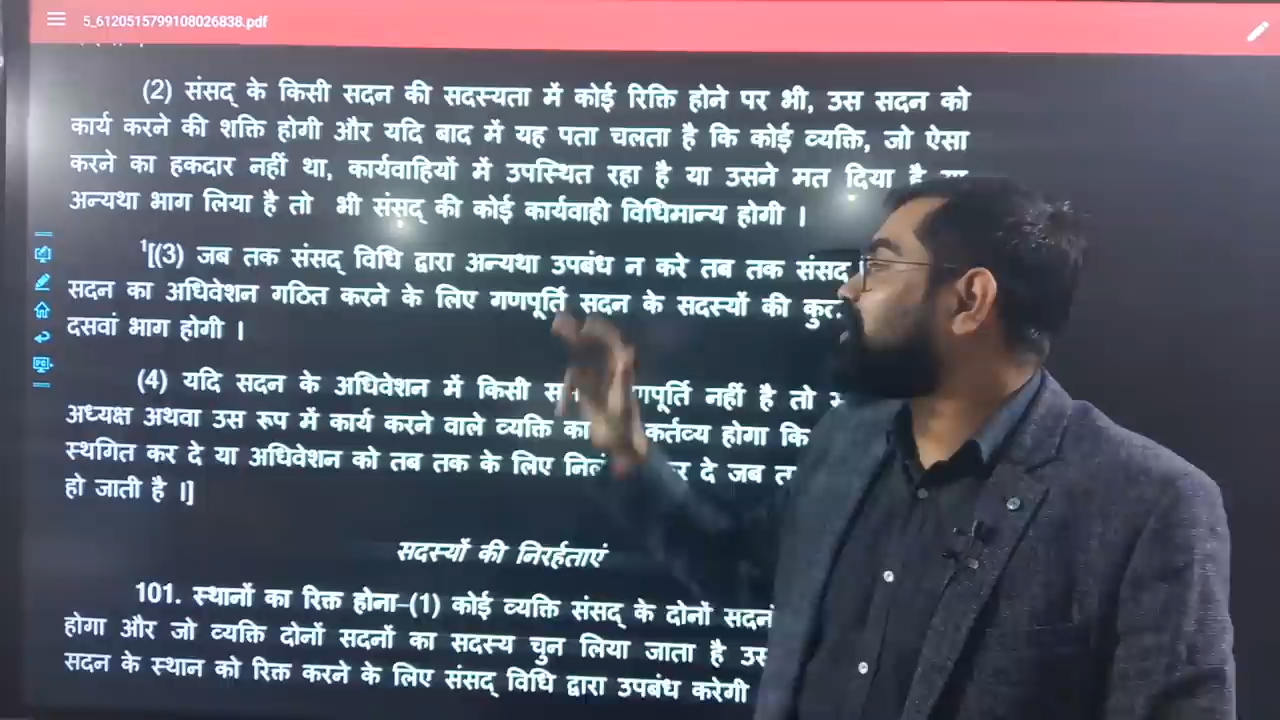 5_6120515799108026838.pdf
(2) संसद् के किसी सदन की सदस्यता में कोई रिक्ति होने पर भी, उस सदन को
कार्य करने की शक्ति होगी और यदि बाद में यह पता चलता है कि कोई व्यक्ति, जो ऐसा
करने का हकदार नहीं था, कार्यवाहियों में उपस्थित रहा है या उसने मत दिया है
अन्यथा भाग लिया है तो भी संसद् की कोई कार्यवाही विधिमान्य होगी ।
¹[(3) जब तक संसद् विधि द्वारा अन्यथा उपबंध न करे तब तक संसद्
सदन का अधिवेशन गठित करने के लिए गणपूर्ति सदन के सदस्यों की
दसवां भाग होगी ।
(4) यदि सदन के अधिवेशन में किसी नहीं है तो
अध्यक्ष अथवा उस रूप में कार्य करने वाले व्यक्ति का कर्तव्य होगा कि
स्थगित कर दे या अधिवेशन को तब तक के लिए दे जब
हो जाती है ।]
सदस्यों की निरर्हताएं
101. स्थानों का रिक्त होना–(1) कोई व्यक्ति संसद् के दोनों
होगा और जो व्यक्ति दोनों सदनों का सदस्य चुन लिया जाता है
सदन के स्थान को रिक्त करने के लिए संसद् विधि द्वारा उपबंध करेगी